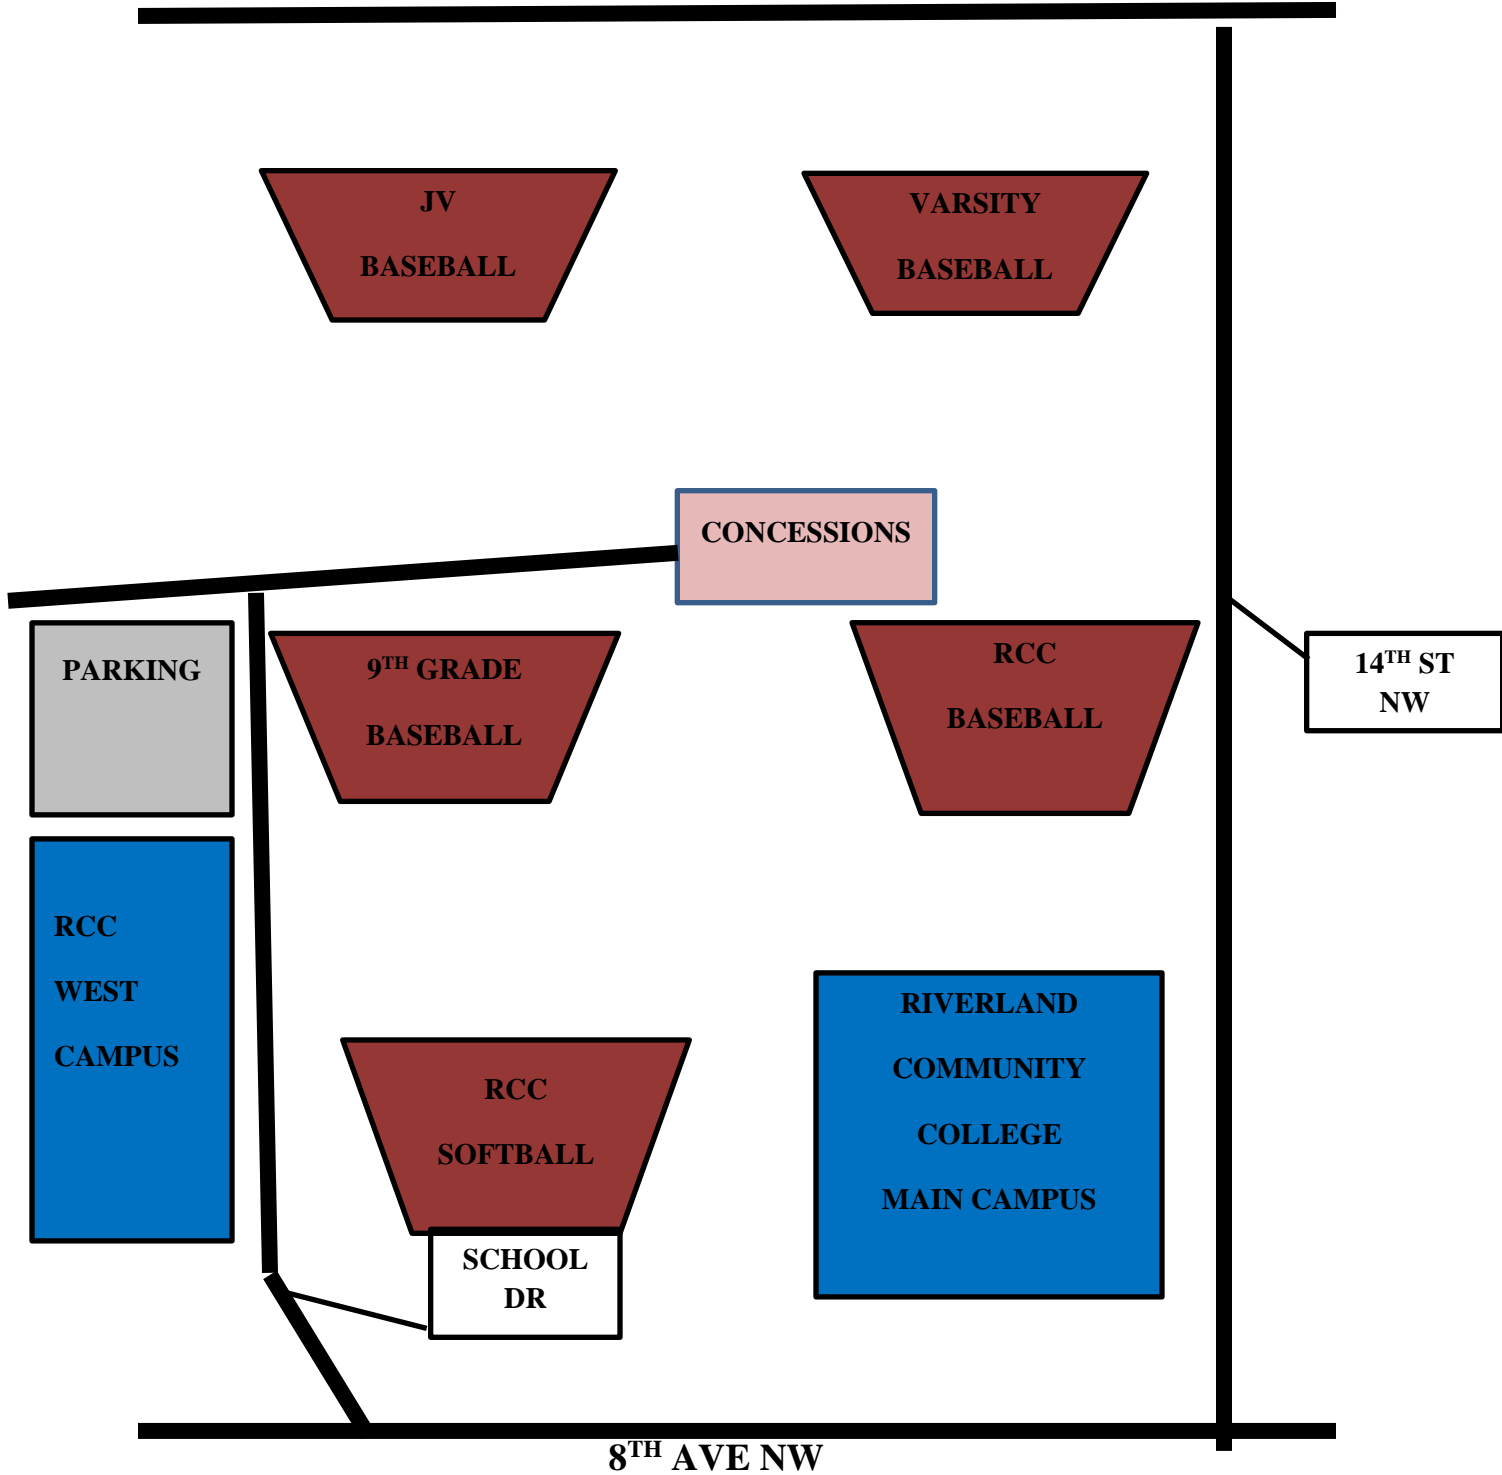 JV
BASEBALL
VARSITY
BASEBALL
CONCESSIONS
PARKING
9TH GRADE
BASEBALL
RCC
BASEBALL
14TH ST
NW
RCC
WEST
CAMPUS
RCC
SOFTBALL
RIVERLAND
COMMUNITY
COLLEGE
MAIN CAMPUS
SCHOOL
DR
8TH AVE NW